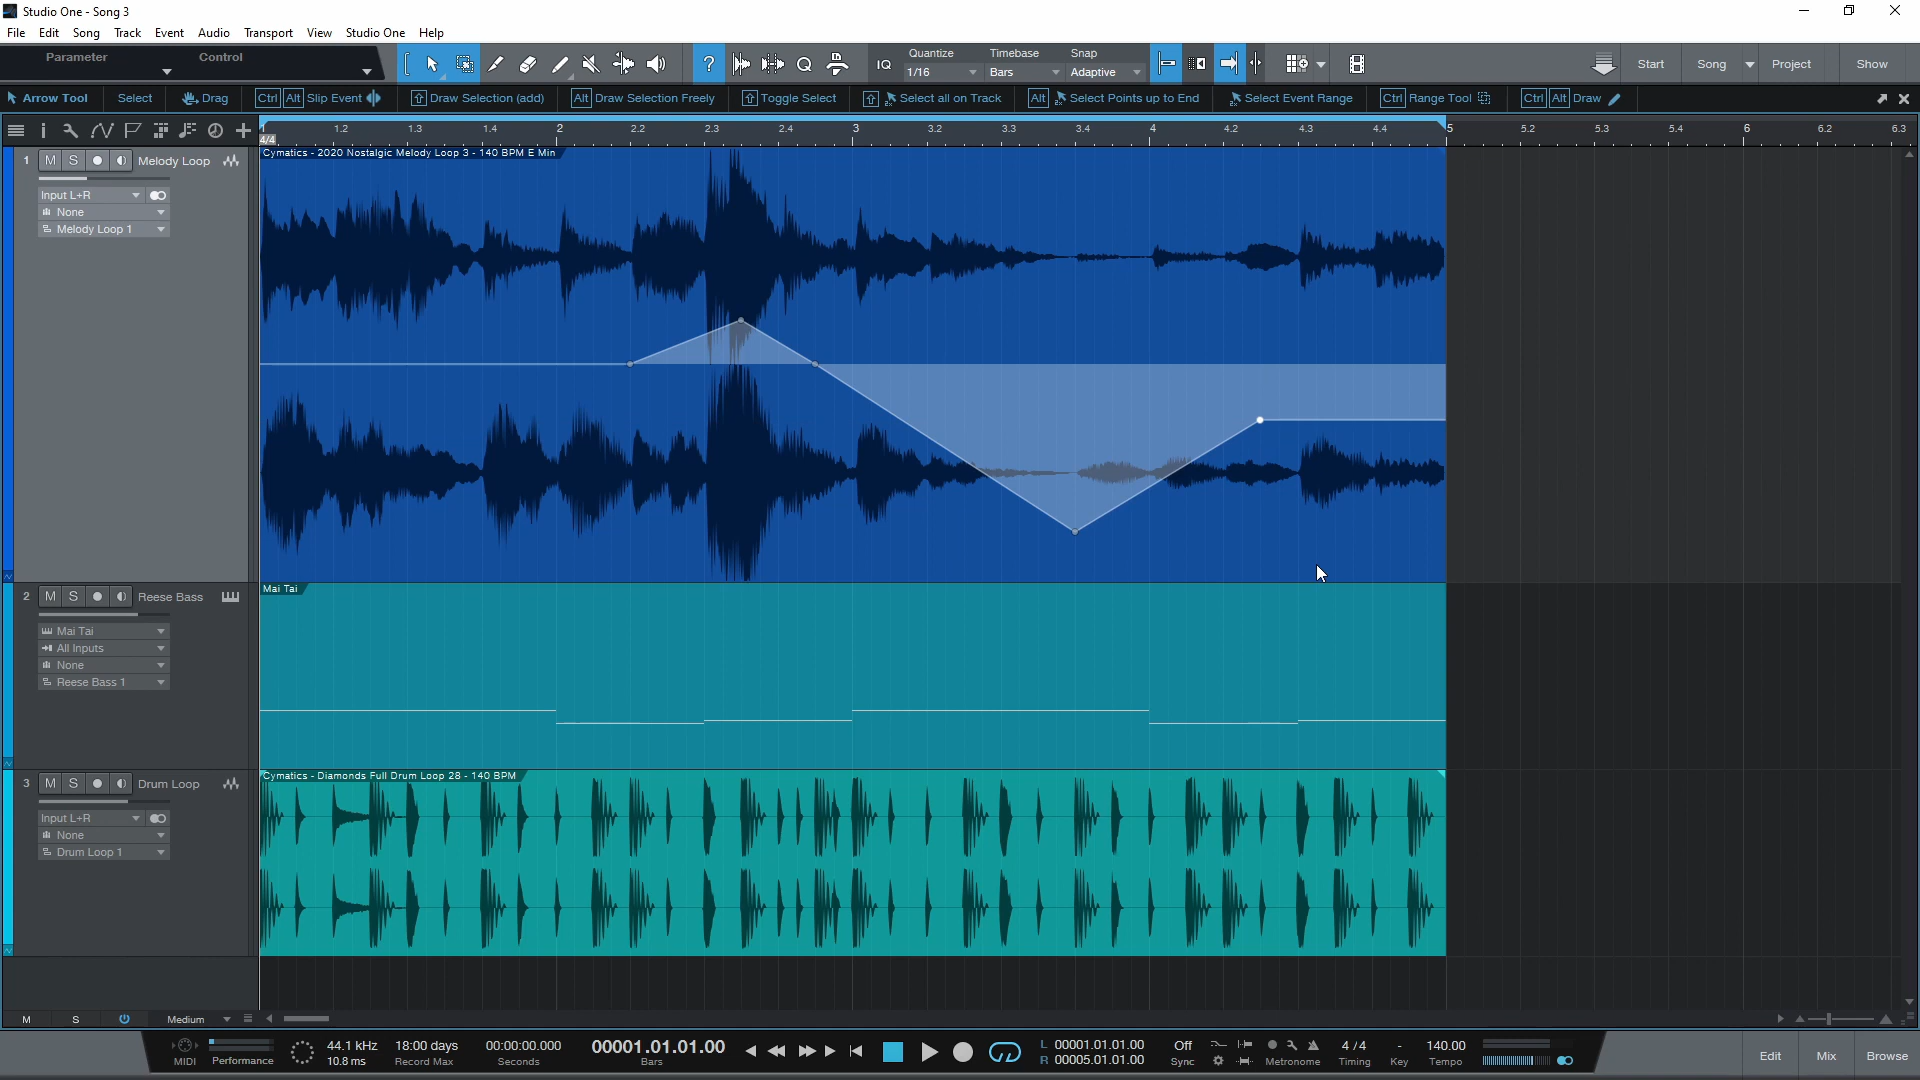 Studio One - Song 3
File Edit Song Track Event Audio Transport View Studio One Help
Parameter Control
? IQ Quantize Timebase Snap
1/16 Bars Adaptive
Start Song Project Show
Arrow Tool Select Drag Ctrl Alt Slip Event Draw Selection (add) Alt Draw Selection Freely Toggle Select Select all on Track Alt Select Points up to End Select Event Range Ctrl Range Tool Ctrl Alt Draw
1.2 1.3 1.4 2 2.2 2.3 2.4 3 3.2 3.3 3.4 4 4.2 4.3 4.4 5 5.2 5.3 5.4 6 6.2 6.3
4/4
Cymatics - 2020 Nostalgic Melody Loop 3 - 140 BPM E Min
1 M S Melody Loop
Input L+R
None
Melody Loop 1
Mai Tai
2 M S Reese Bass
Mai Tai
All Inputs
None
Reese Bass 1
Cymatics - Diamonds Full Drum Loop 28 - 140 BPM
3 M S Drum Loop
Input L+R
None
Drum Loop 1
M S Medium
MIDI Performance
44.1 kHz 18:00 days 00:00:00.000 00001.01.01.00
10.8 ms Record Max Seconds Bars
L 00001.01.01.00 Off 4 / 4 - 140.00
R 00005.01.01.00 Sync Metronome Timing Key Tempo
Edit Mix Browse